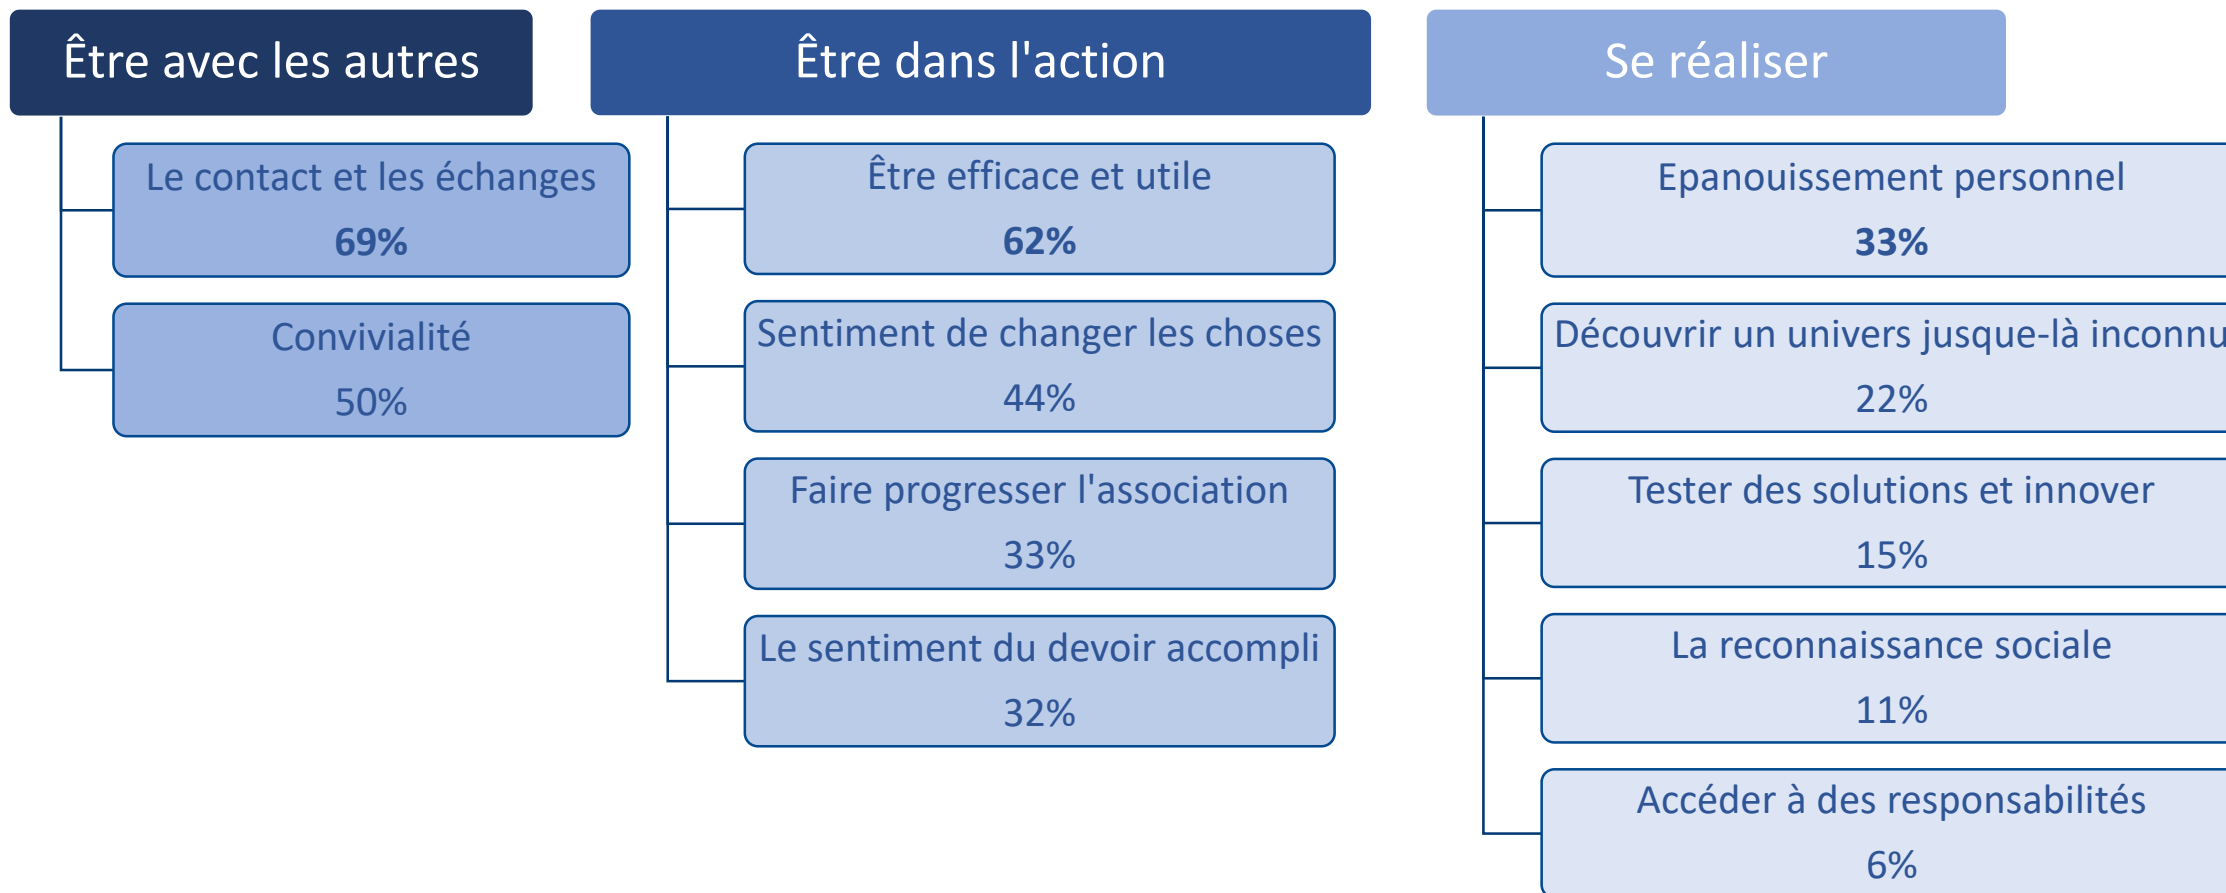 Être avec les autres
Le contact et les échanges
69%
Convivialité
50%
Être dans l'action
Être efficace et utile
62%
Sentiment de changer les choses
44%
Faire progresser l'association
33%
Le sentiment du devoir accompli
32%
Se réaliser
Epanouissement personnel
33%
Découvrir un univers jusque-là inconnu
22%
Tester des solutions et innover
15%
La reconnaissance sociale
11%
Accéder à des responsabilités
6%